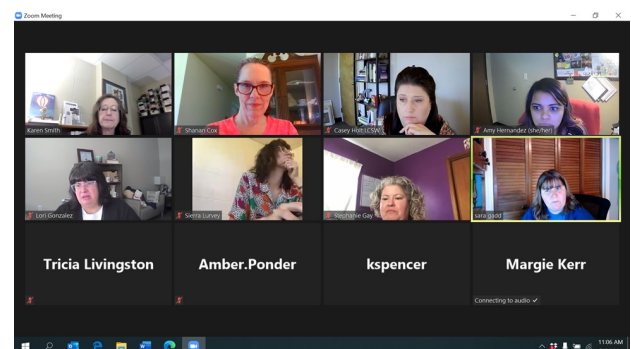 Zoom Meeting
Karen Smith
Shanan Cox
Casey Holt LCSW
Amy Hernandez (she/her)
Lori Gonzalez
Sierra Lurvey
Stephanie Gay
sara gadd
Tricia Livingston
Amber.Ponder
kspencer
Margie Kerr
Connecting to audio
11:06 AM